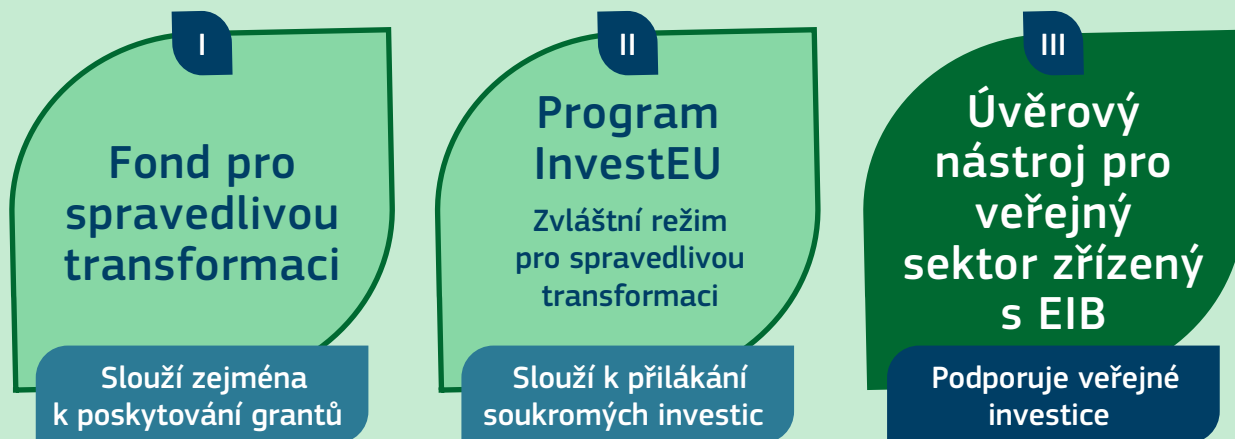 I
Fond pro
spravedlivou
transformaci
Slouží zejména
k poskytování grantů
II
Program
InvestEU
Zvláštní režim
pro spravedlivou
transformaci
Slouží k přilákání
soukromých investic
III
Úvěrový
nástroj pro
veřejný
sektor zřízený
s EIB
Podporuje veřejné
investice